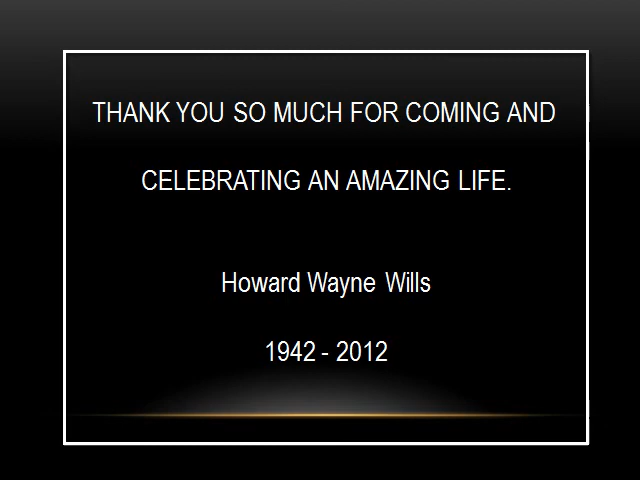 THANK YOU SO MUCH FOR COMING AND
CELEBRATING AN AMAZING LIFE.
Howard Wayne Wills
1942 - 2012